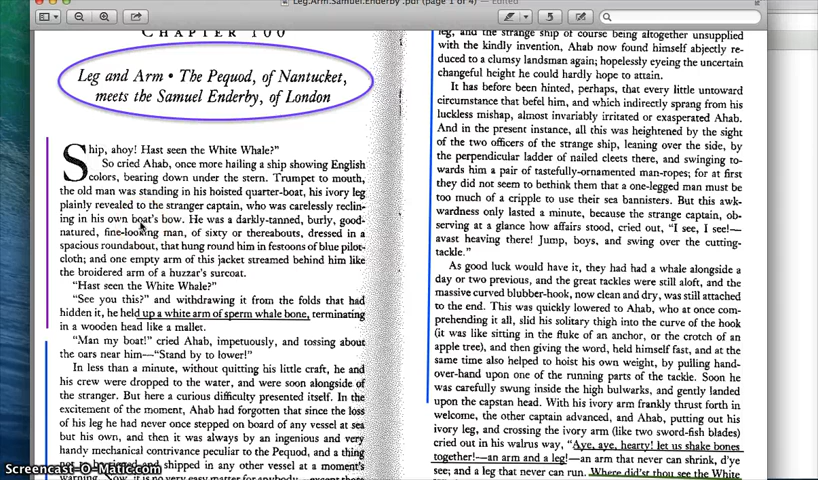 Leg.Arm.Samuel.Enderby .pdf (page 1 of 4) — Edited
CHAPTER 100
Leg and Arm • The Pequod, of Nantucket,
meets the Samuel Enderby, of London
Ship, ahoy! Hast seen the White Whale?”
So cried Ahab, once more hailing a ship showing English
colors, bearing down under the stern. Trumpet to mouth,
the old man was standing in his hoisted quarter-boat, his ivory leg
plainly revealed to the stranger captain, who was carelessly reclin-
ing in his own boat's bow. He was a darkly-tanned, burly, good-
natured, fine-looking man, of sixty or thereabouts, dressed in a
spacious roundabout, that hung round him in festoons of blue pilot-
cloth; and one empty arm of this jacket streamed behind him like
the broidered arm of a huzzar's surcoat.
“Hast seen the White Whale?”
“See you this?” and withdrawing it from the folds that had
hidden it, he held up a white arm of sperm whale bone, terminating
in a wooden head like a mallet.
“Man my boat!” cried Ahab, impetuously, and tossing about
the oars near him—“Stand by to lower!”
In less than a minute, without quitting his little craft, he and
his crew were dropped to the water, and were soon alongside of
the stranger. But here a curious difficulty presented itself. In the
excitement of the moment, Ahab had forgotten that since the loss
of his leg he had never once stepped on board of any vessel at sea
but his own, and then it was always by an ingenious and very
handy mechanical contrivance peculiar to the Pequod, and a thing
shipped in any other vessel at a moment's
leg, and the strange ship of course being altogether unsupplied
with the kindly invention, Ahab now found himself abjectly re-
duced to a clumsy landsman again; hopelessly eyeing the uncertain
changeful height he could hardly hope to attain.
It has before been hinted, perhaps, that every little untoward
circumstance that befel him, and which indirectly sprang from his
luckless mishap, almost invariably irritated or exasperated Ahab.
And in the present instance, all this was heightened by the sight
of the two officers of the strange ship, leaning over the side, by
the perpendicular ladder of nailed cleets there, and swinging to-
wards him a pair of tastefully-ornamented man-ropes; for at first
they did not seem to bethink them that a one-legged man must be
too much of a cripple to use their sea bannisters. But this awk-
wardness only lasted a minute, because the strange captain, ob-
serving at a glance how affairs stood, cried out, “I see, I see!—
avast heaving there! Jump, boys, and swing over the cutting-
tackle.”
As good luck would have it, they had had a whale alongside a
day or two previous, and the great tackles were still aloft, and the
massive curved blubber-hook, now clean and dry, was still attached
to the end. This was quickly lowered to Ahab, who at once com-
prehending it all, slid his solitary thigh into the curve of the hook
(it was like sitting in the fluke of an anchor, or the crotch of an
apple tree), and then giving the word, held himself fast, and at the
same time also helped to hoist his own weight, by pulling hand-
over-hand upon one of the running parts of the tackle. Soon he
was carefully swung inside the high bulwarks, and gently landed
upon the capstan head. With his ivory arm frankly thrust forth in
welcome, the other captain advanced, and Ahab, putting out his
ivory leg, and crossing the ivory arm (like two sword-fish blades)
cried out in his walrus way, “Aye, aye, hearty! let us shake bones
together!—an arm and a leg!—an arm that never can shrink, d'ye
see; and a leg that never can run. Where did'st thou see the White
Screencast-O-Matic.com